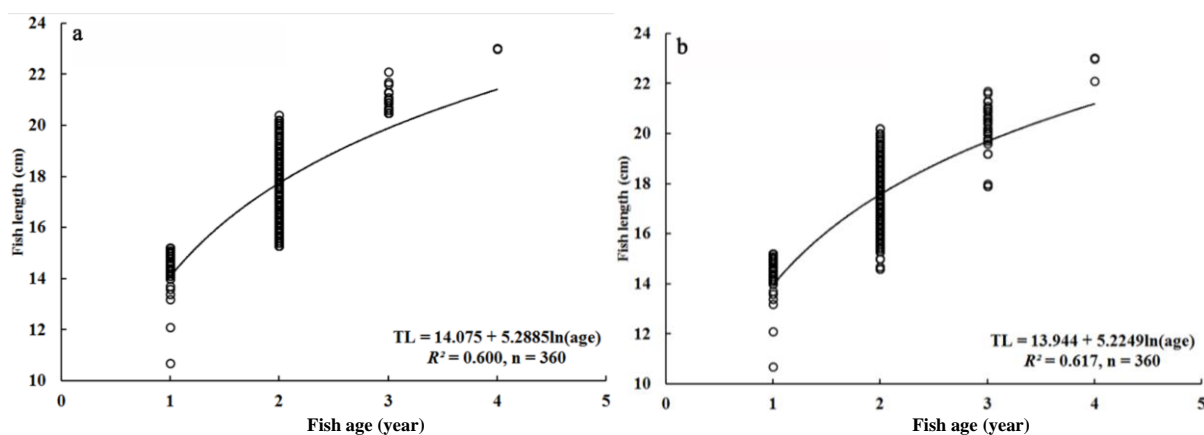 a
Fish length (cm)
24
22
20
18
16
14
12
10
0 1 2 3 4 5
TL = 14.075 + 5.2885ln(age)
R² = 0.600, n = 360
Fish age (year)
b
Fish length (cm)
24
22
20
18
16
14
12
10
0 1 2 3 4 5
TL = 13.944 + 5.2249ln(age)
R² = 0.617, n = 360
Fish age (year)